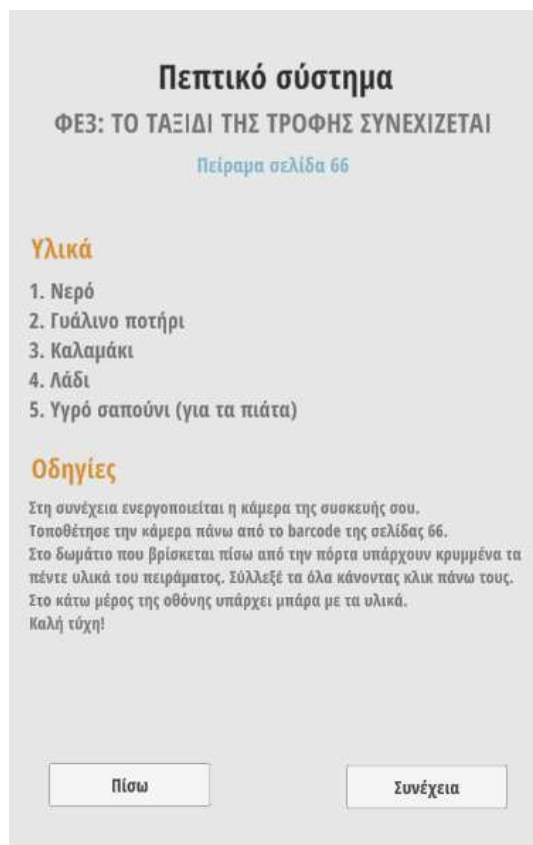 Πεπτικό σύστημα
ΦΕ3: ΤΟ ΤΑΞΙΔΙ ΤΗΣ ΤΡΟΦΗΣ ΣΥΝΕΧΙΖΕΤΑΙ
Πείραμα σελίδα 66
Υλικά
1. Νερό
2. Γυάλινο ποτήρι
3. Καλαμάκι
4. Λάδι
5. Υγρό σαπούνι (για τα πιάτα)
Οδηγίες
Στη συνέχεια ενεργοποιείται η κάμερα της συσκευής σου.
Τοποθέτησε την κάμερα πάνω από το barcode της σελίδας 66.
Στο δωμάτιο που βρίσκεται πίσω από την πόρτα υπάρχουν κρυμμένα τα
πέντε υλικά του πειράματος. Σύλλεξέ τα όλα κάνοντας κλικ πάνω τους.
Στο κάτω μέρος της οθόνης υπάρχει μπάρα με τα υλικά.
Καλή τύχη!
Πίσω
Συνέχεια